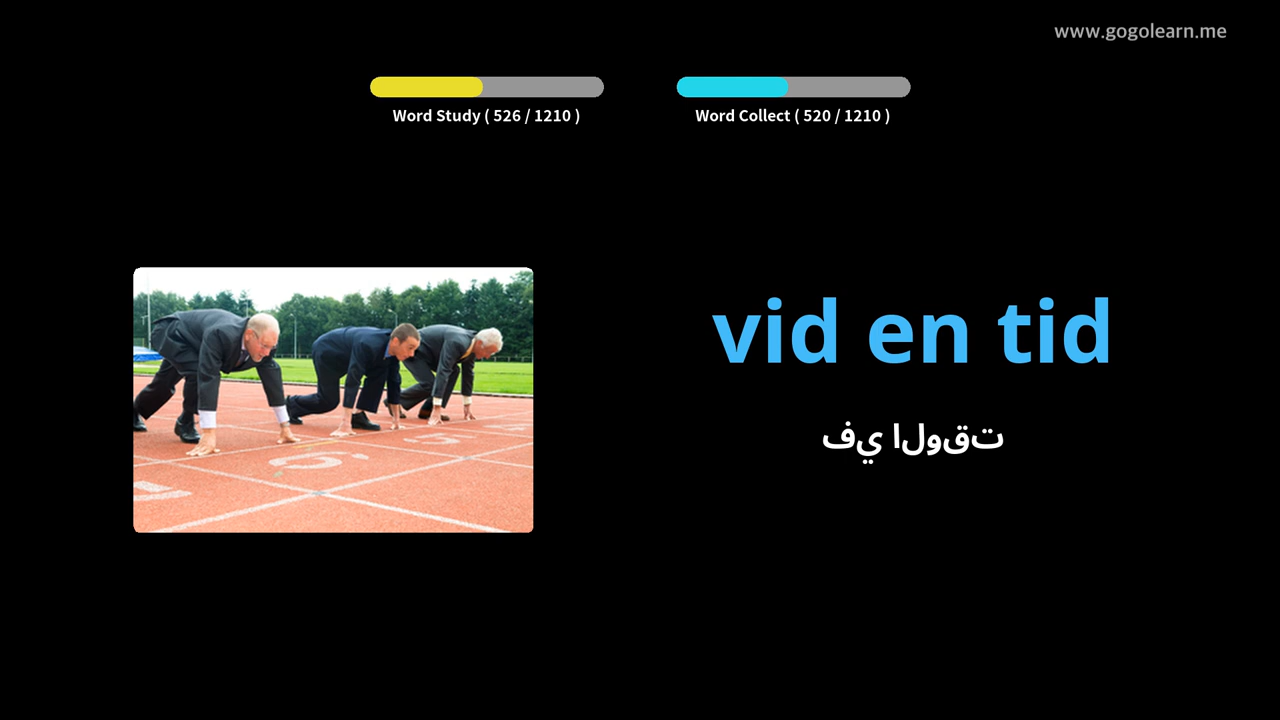 www.gogolearn.me
Word Study ( 526 / 1210 )
Word Collect ( 520 / 1210 )
vid en tid
في الوقت